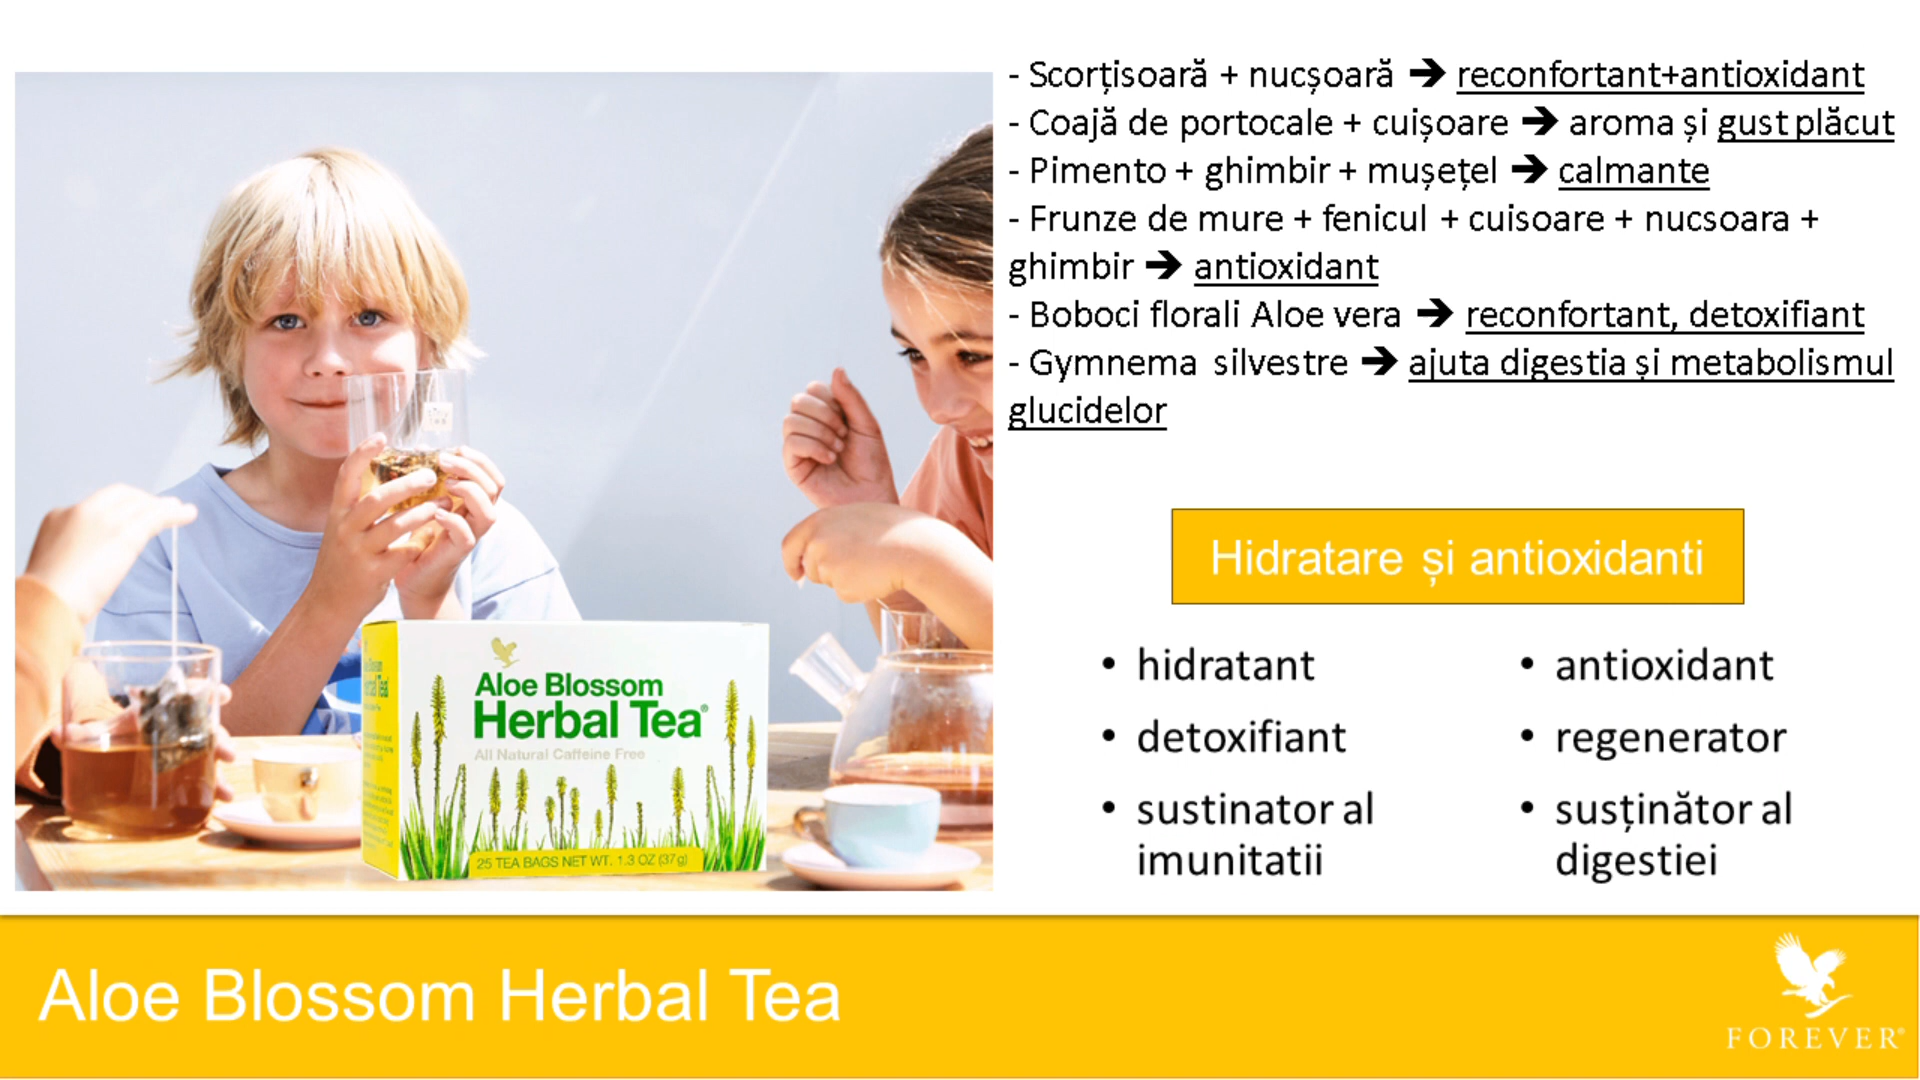 - Scorțisoară + nucșoară ➔ reconfortant+antioxidant
- Coajă de portocale + cuișoare ➔ aroma și gust plăcut
- Pimento + ghimbir + mușețel ➔ calmante
- Frunze de mure + fenicul + cuisoare + nucsoara +
ghimbir ➔ antioxidant
- Boboci florali Aloe vera ➔ reconfortant, detoxifiant
- Gymnema silvestre ➔ ajuta digestia și metabolismul
glucidelor
Hidratare și antioxidanti
• hidratant
• detoxifiant
• sustinator al
imunitatii
• antioxidant
• regenerator
• susținător al
digestiei
Aloe Blossom
Herbal Tea®
All Natural Caffeine Free
25 TEA BAGS NET WT. 1.3 OZ (37g)
Aloe Blossom Herbal Tea
FOREVER®